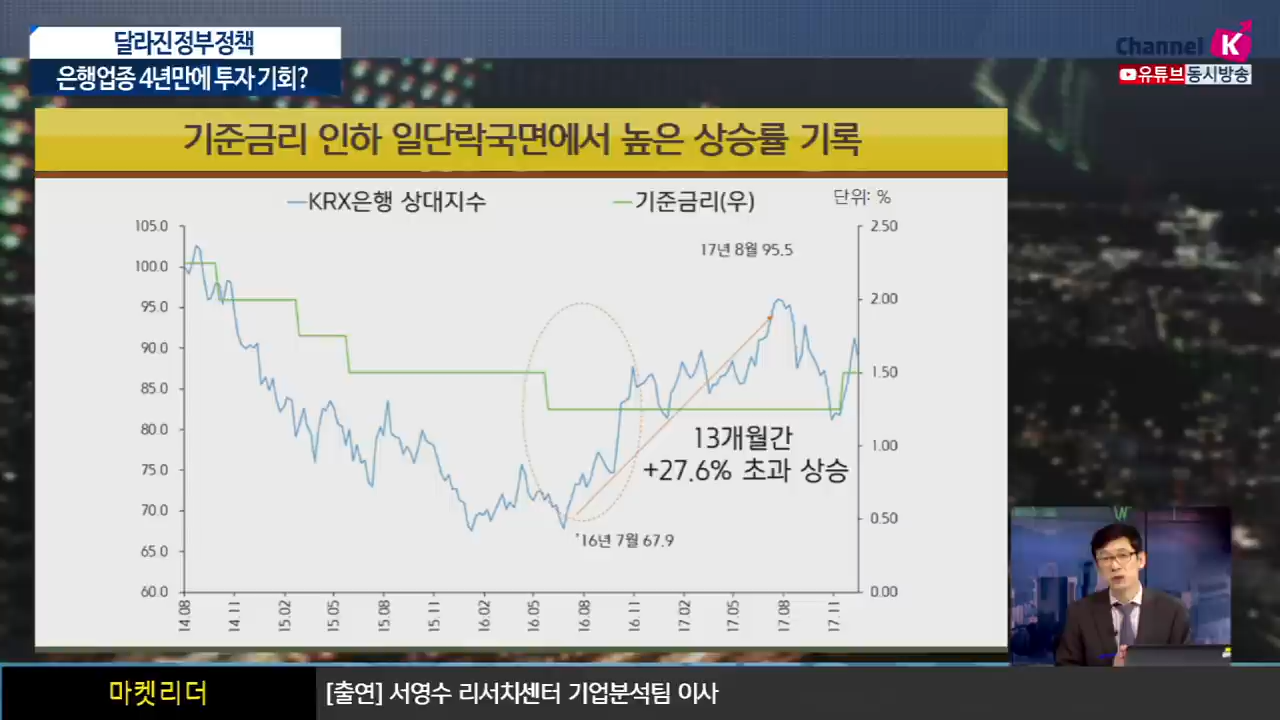 달라진 정부 정책
은행업종 4년만에 투자 기회?
Channel K
유튜브동시방송
기준금리 인하 일단락국면에서 높은 상승률 기록
KRX은행 상대지수
기준금리(우)
단위: %
105.0
100.0
95.0
90.0
85.0
80.0
75.0
70.0
65.0
60.0
2.50
2.00
1.50
1.00
0.50
0.00
17년 8월 95.5
13개월간
+27.6% 초과 상승
'16년 7월 67.9
14.08
14.11
15.02
15.05
15.08
15.11
16.02
16.05
16.08
16.11
17.02
17.05
17.08
17.11
W
마켓리더
[출연] 서영수 리서치센터 기업분석팀 이사